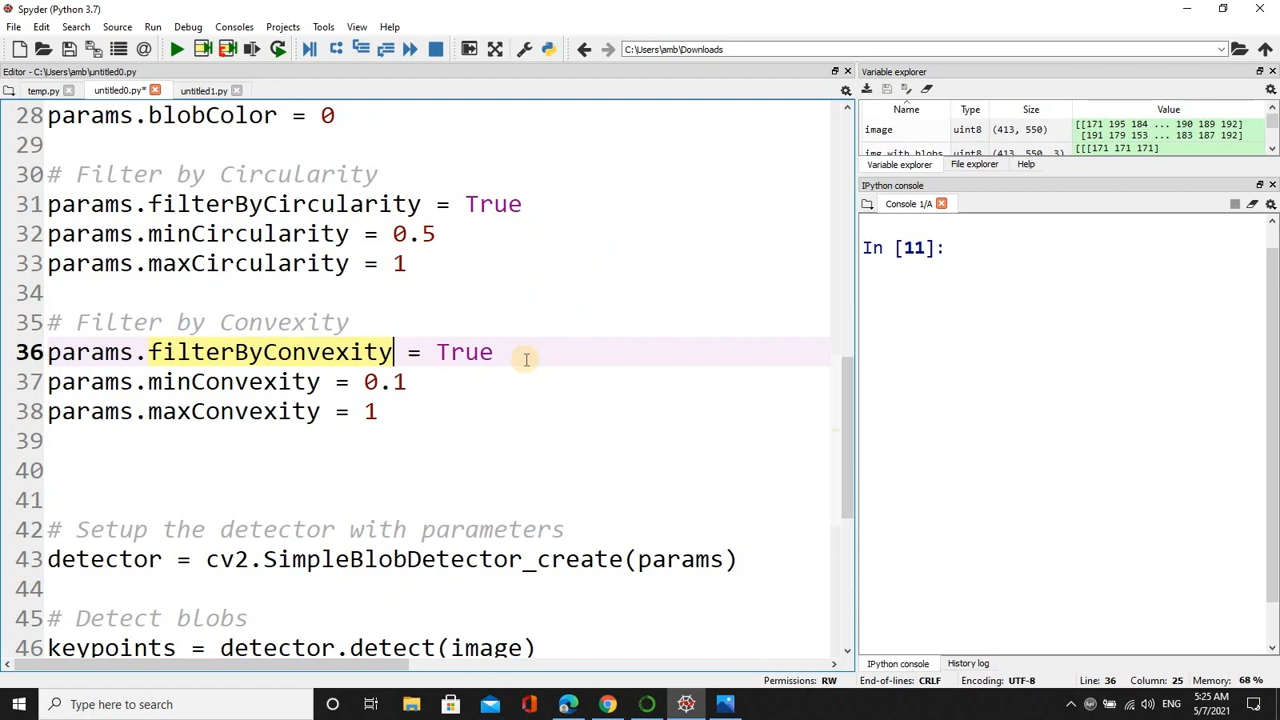 Spyder (Python 3.7)
File Edit Search Source Run Debug Consoles Projects Tools View Help
C:\Users\amb\Downloads
Editor - C:\Users\amb\untitled0.py
temp.py untitled0.py* untitled1.py
28 params.blobColor = 0
29
30 # Filter by Circularity
31 params.filterByCircularity = True
32 params.minCircularity = 0.5
33 params.maxCircularity = 1
34
35 # Filter by Convexity
36 params.filterByConvexity = True
37 params.minConvexity = 0.1
38 params.maxConvexity = 1
39
40
41
42 # Setup the detector with parameters
43 detector = cv2.SimpleBlobDetector_create(params)
44
45 # Detect blobs
46 keypoints = detector.detect(image)
Variable explorer
Name Type Size Value
image uint8 (413, 550) [[171 195 184 ... 190 189 192]
[191 179 153 ... 183 187 192]
img_with_blobs uint8 (413, 550, 3) [[[171 171 171]
Variable explorer File explorer Help
IPython console
Console 1/A
In [11]:
IPython console History log
Permissions: RW End-of-lines: CRLF Encoding: UTF-8 Line: 36 Column: 25 Memory: 68 %
Type here to search
ENG
5:25 AM
5/7/2021
3